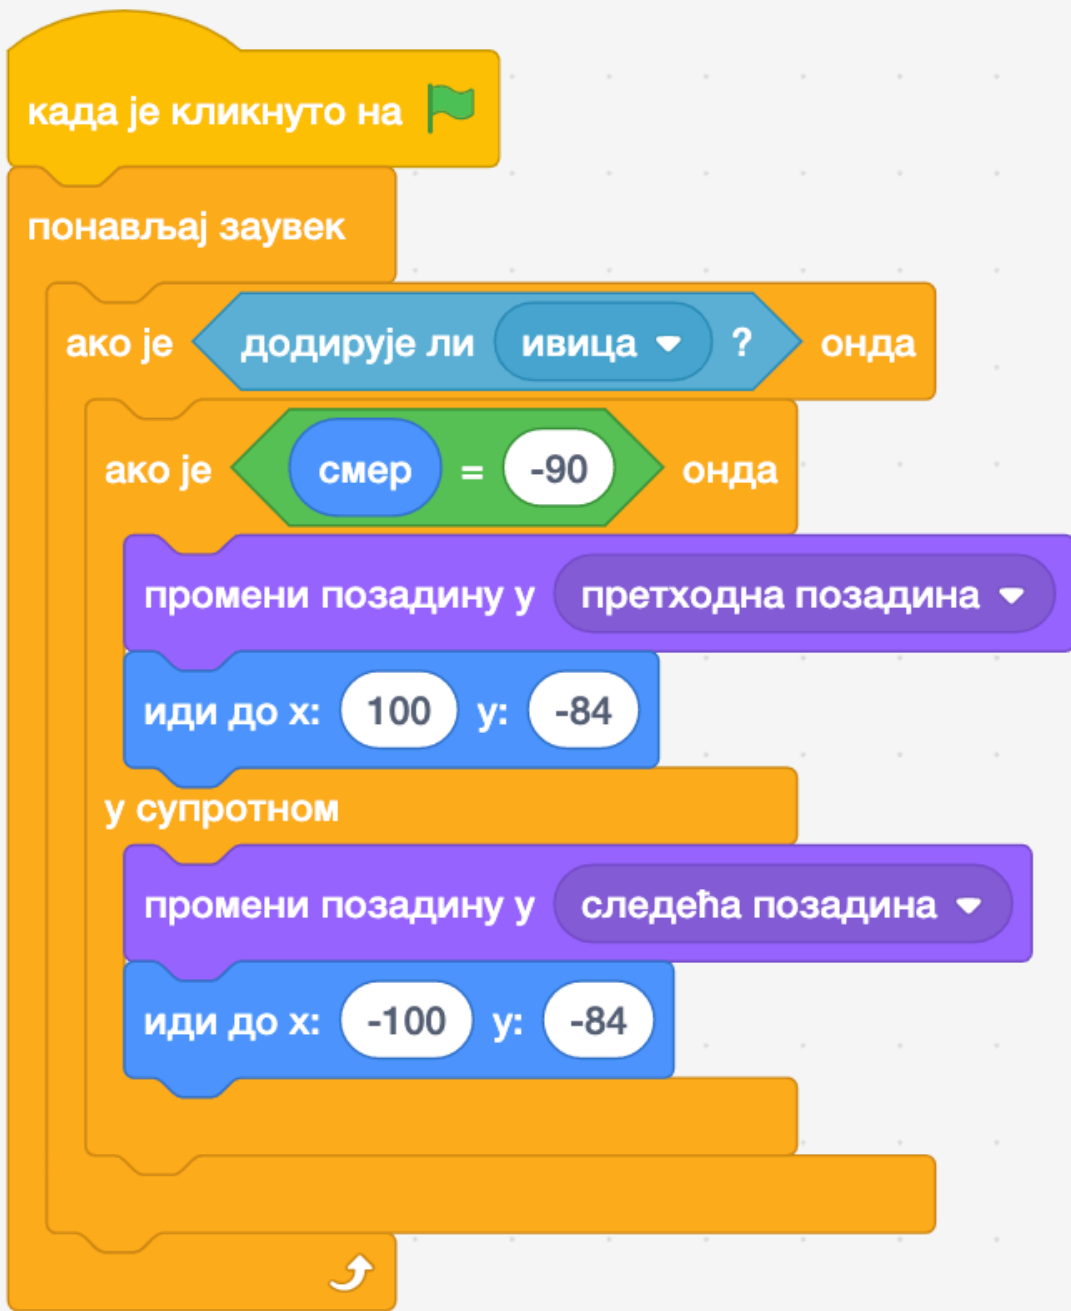 када је кликнуто на
понављај заувек
ако је додирује ли ивица ? онда
ако је смер = -90 онда
промени позадину у претходна позадина
иди до x: 100 y: -84
у супротном
промени позадину у следећа позадина
иди до x: -100 y: -84